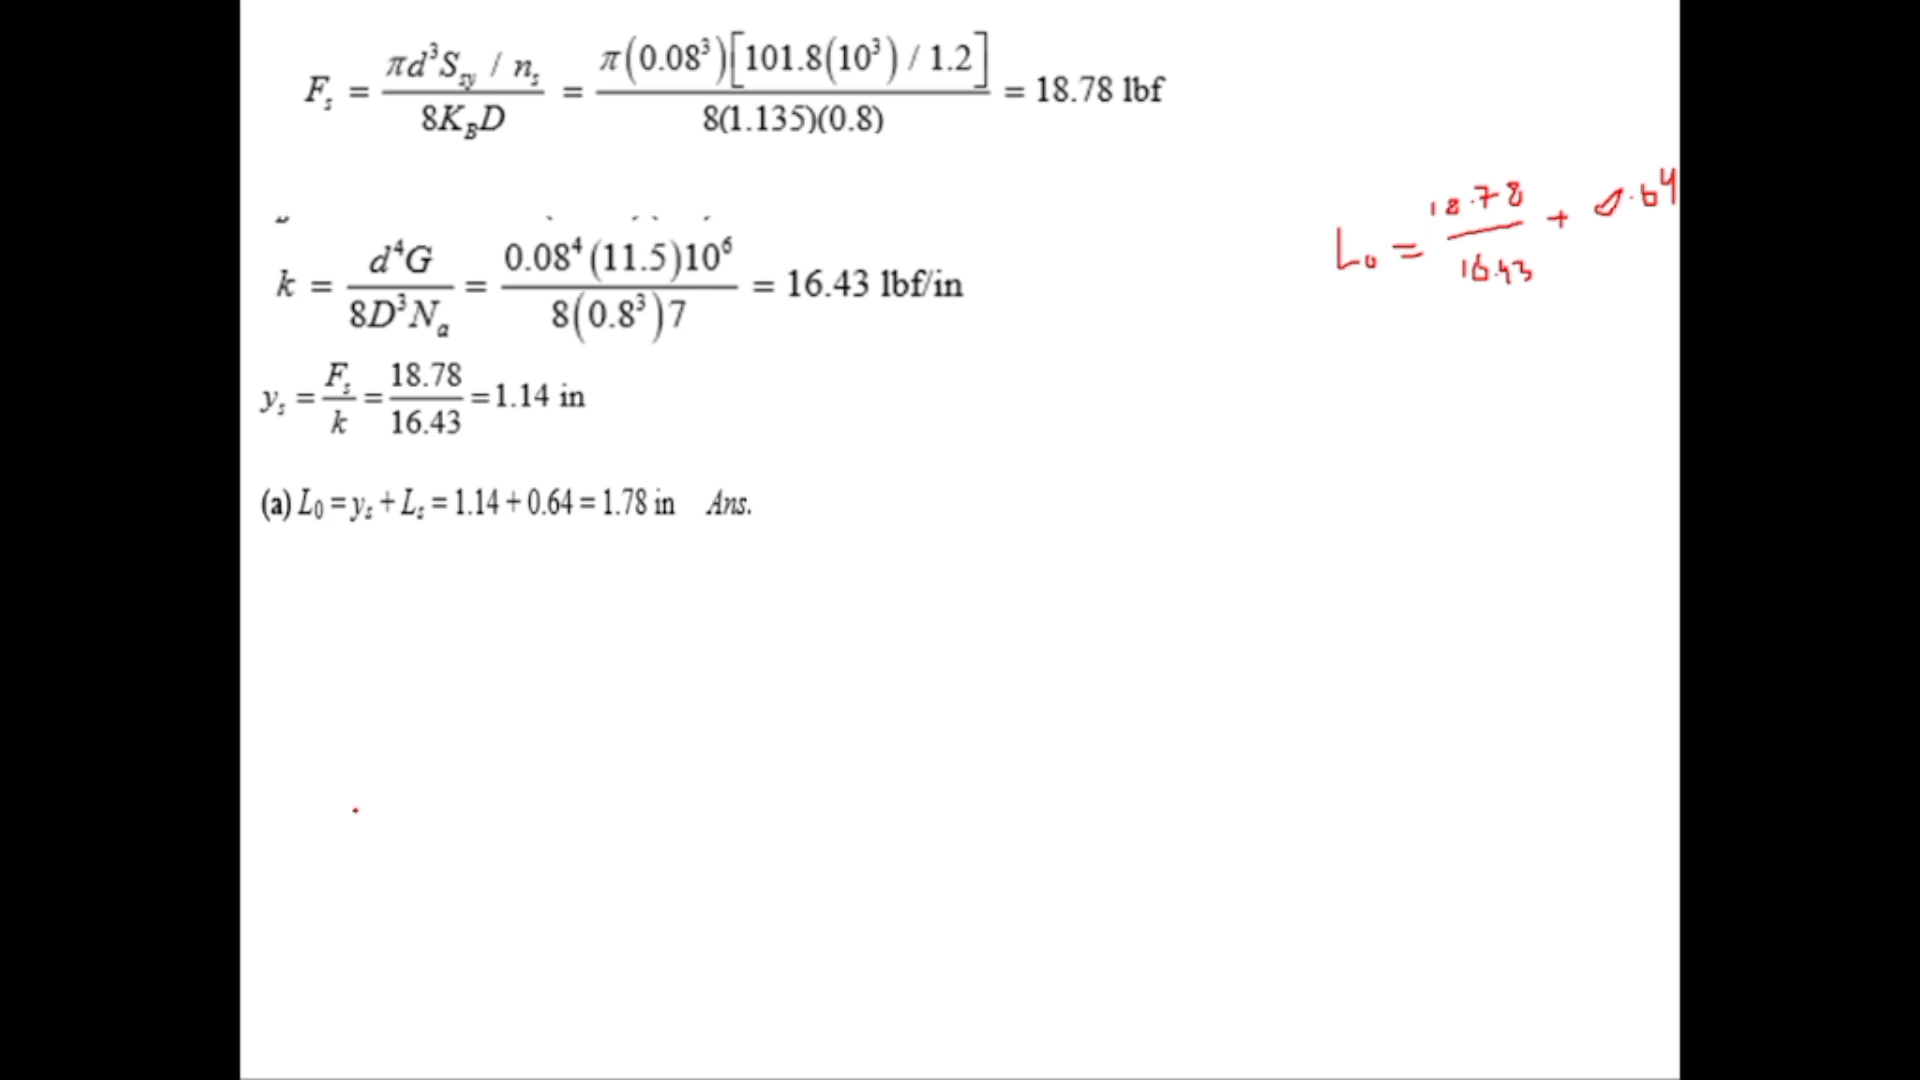 F_s = πd³S_sy / n_s / 8K_BD = π(0.08³)[101.8(10³) / 1.2] / 8(1.135)(0.8) = 18.78 lbf
L₀ = 18.78 / 16.43 + 0.64
k = d⁴G / 8D³N_a = 0.08⁴(11.5)10⁶ / 8(0.8³)7 = 16.43 lbf/in
y_s = F_s / k = 18.78 / 16.43 = 1.14 in
(a) L₀ = y_s + L_s = 1.14 + 0.64 = 1.78 in Ans.